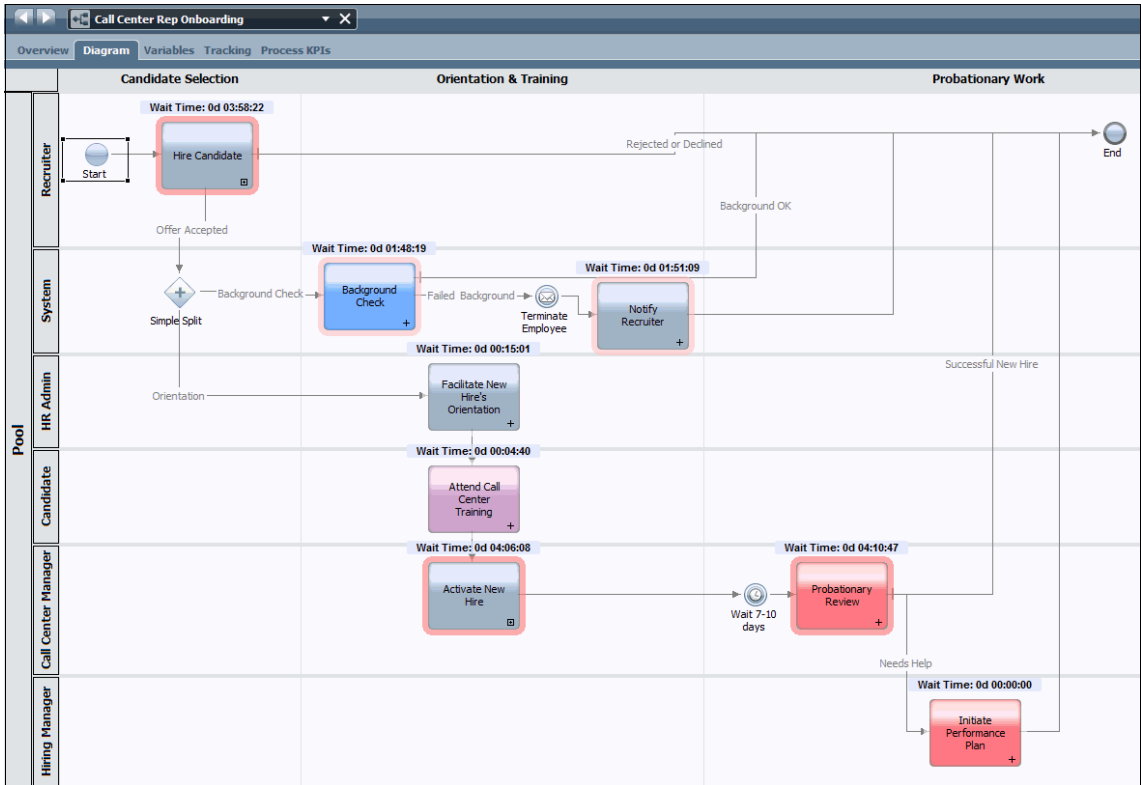 Call Center Rep Onboarding
Overview Diagram Variables Tracking Process KPIs
Candidate Selection
Orientation & Training
Probationary Work
Pool
Recruiter
Wait Time: 0d 03:58:22
Start
Hire Candidate
Rejected or Declined
End
Background OK
Offer Accepted
System
Wait Time: 0d 01:48:19
Simple Split
Background Check
Background
Check
Failed Background
Terminate
Employee
Wait Time: 0d 01:51:09
Notify
Recruiter
HR Admin
Wait Time: 0d 00:15:01
Orientation
Facilitate New
Hire's
Orientation
Successful New Hire
Candidate
Wait Time: 0d 00:04:40
Attend Call
Center
Training
Call Center Manager
Wait Time: 0d 04:06:08
Activate New
Hire
Wait 7-10
days
Wait Time: 0d 04:10:47
Probationary
Review
Needs Help
Hiring Manager
Wait Time: 0d 00:00:00
Initiate
Performance
Plan